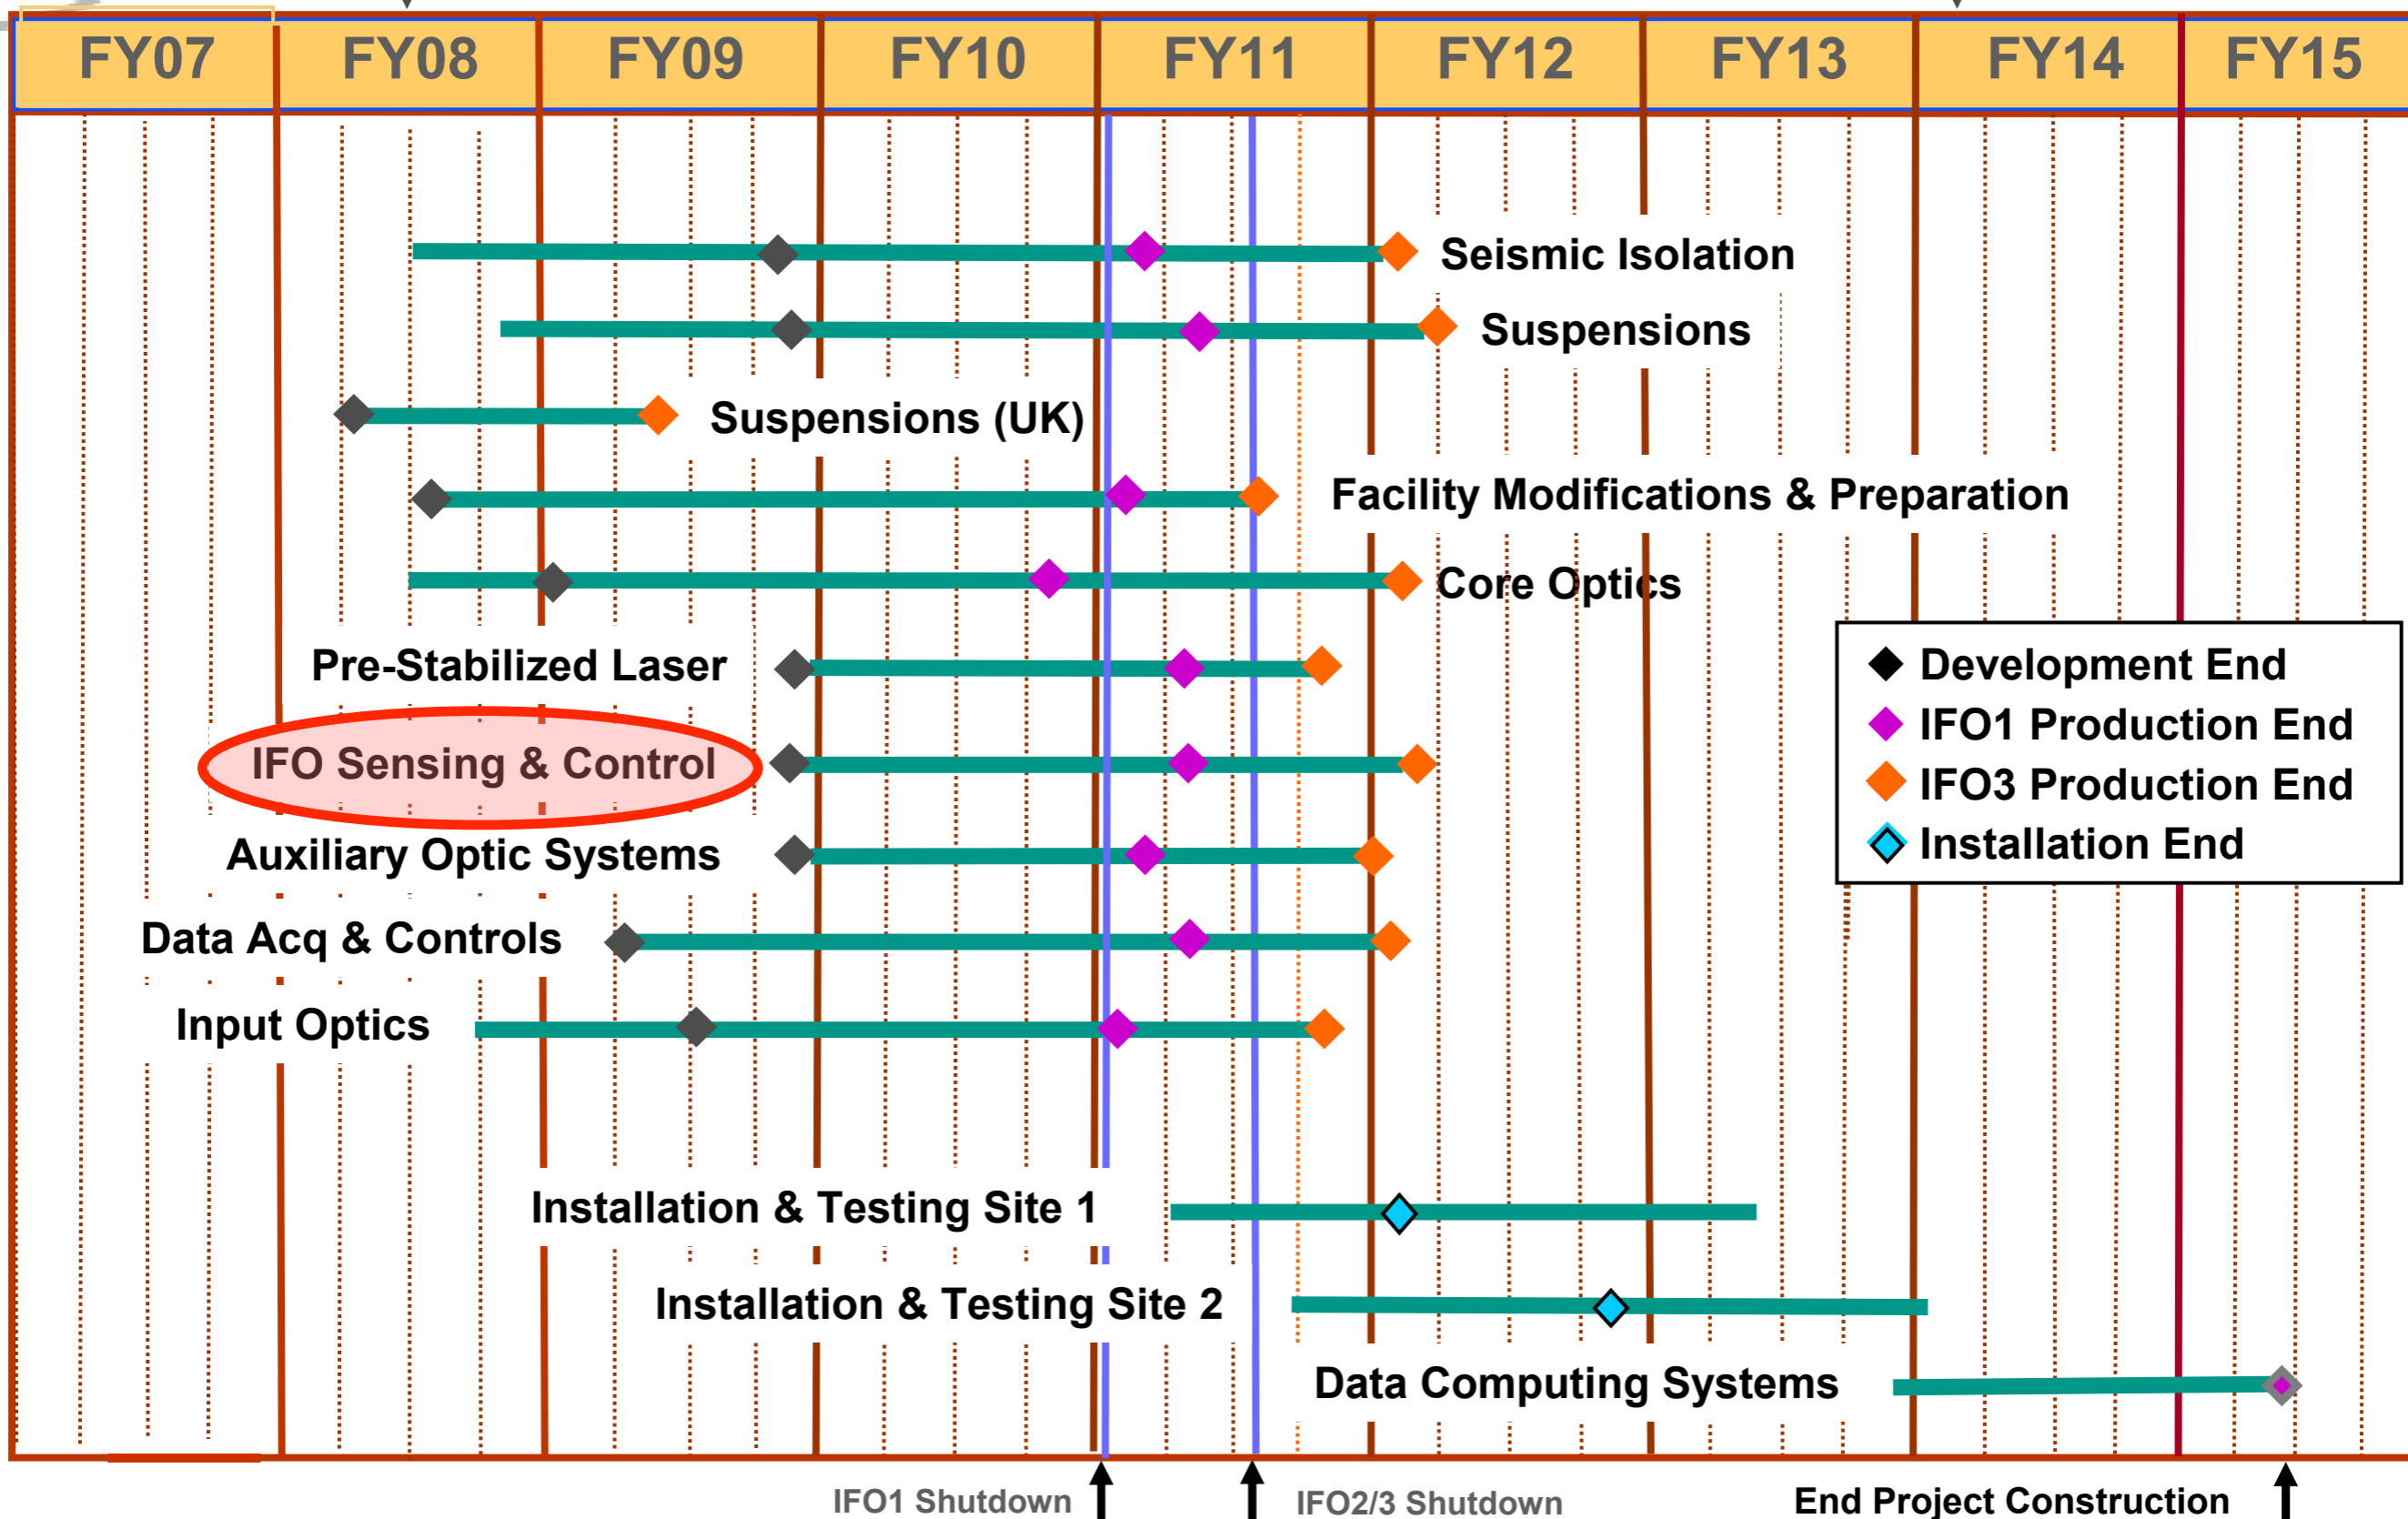 FY07 FY08 FY09 FY10 FY11 FY12 FY13 FY14 FY15
Seismic Isolation
Suspensions
Suspensions (UK)
Facility Modifications & Preparation
Core Optics
Pre-Stabilized Laser
IFO Sensing & Control
Auxiliary Optic Systems
Data Acq & Controls
Input Optics
Development End
IFO1 Production End
IFO3 Production End
Installation End
Installation & Testing Site 1
Installation & Testing Site 2
Data Computing Systems
IFO1 Shutdown
IFO2/3 Shutdown
End Project Construction